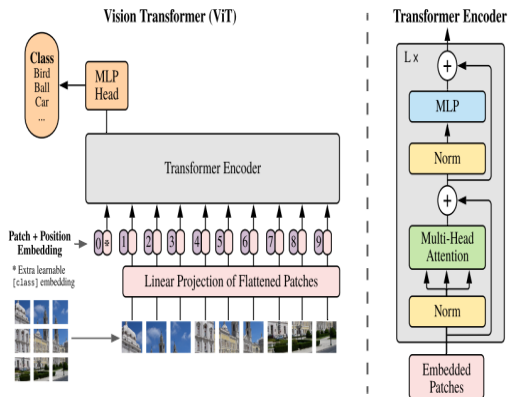 Vision Transformer (ViT)
Class
Bird
Ball
Car
...
MLP
Head
Transformer Encoder
Patch + Position
Embedding
* Extra learnable
[class] embedding
0 * 1 2 3 4 5 6 7 8 9
Linear Projection of Flattened Patches
Transformer Encoder
L ×
+
MLP
Norm
+
Multi-Head
Attention
Norm
Embedded
Patches